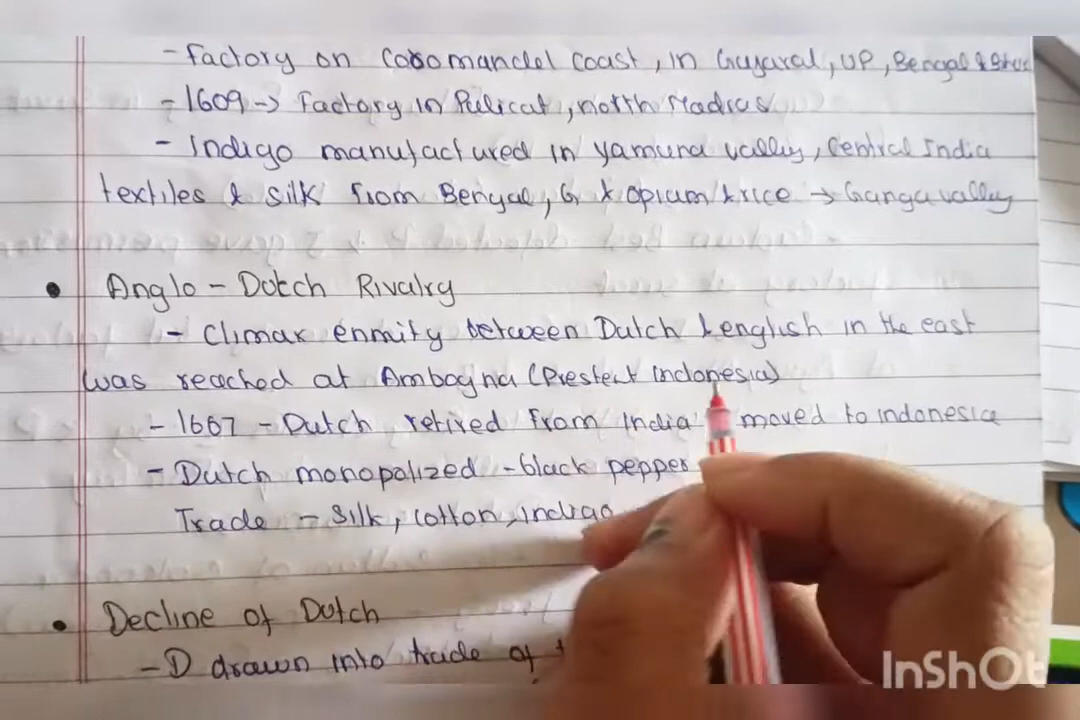 - Factory on Coromandel Coast, in Gujarat, UP, Bengal & Bihar
- 1609 -> Factory in Pulicat, north Madras
- Indigo manufactured in Yamuna valley, Central India
textiles & silk from Bengal, G & opium & rice -> Ganga valley
• Anglo - Dutch Rivalry
- Climax enmity between Dutch & english in the east
was reached at Amboyna (Present Indonesia)
- 1667 - Dutch retired from India moved to indonesia
- Dutch monopolized - black pepper
Trade - Silk, cotton, indigo
• Decline of Dutch
- D drawn into trade of
InShOt